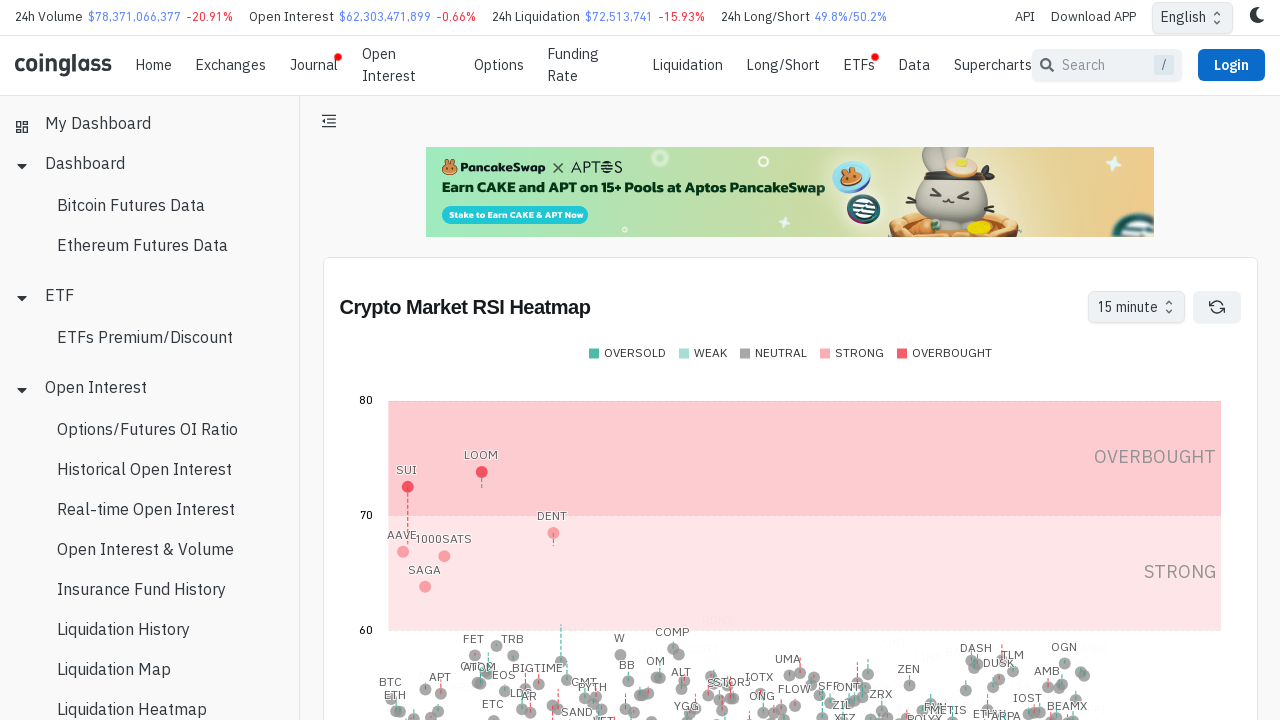 24h Volume $78,371,066,377 -20.91% Open Interest $62,303,471,899 -0.66% 24h Liquidation $72,513,741 -15.93% 24h Long/Short 49.8%/50.2% API Download APP English
coinglass Home Exchanges Journal Open Interest Options Funding Rate Liquidation Long/Short ETFs Data Supercharts Search / Login
My Dashboard
Dashboard
Bitcoin Futures Data
Ethereum Futures Data
ETF
ETFs Premium/Discount
Open Interest
Options/Futures OI Ratio
Historical Open Interest
Real-time Open Interest
Open Interest & Volume
Insurance Fund History
Liquidation History
Liquidation Map
Liquidation Heatmap
PancakeSwap × APTOS
Earn CAKE and APT on 15+ Pools at Aptos PancakeSwap
Stake to Earn CAKE & APT Now
Crypto Market RSI Heatmap 15 minute
OVERSOLD WEAK NEUTRAL STRONG OVERBOUGHT
80
OVERBOUGHT
LOOM
SUI
70
DENT
AAVE 1000SATS
SAGA
STRONG
60
FET TRB W COMP
ATOM BIGTIME BB OM UMA DASH TLM OGN
BTC APT EOS GMT PYTH ALT IOTX ZEN DUSK AMB
ETH ETC LDO AR SAND YGG STORJ ONG FLOW SFP ONT ZIL ZRX METIS IOST BEAMX
XTZ POLYX